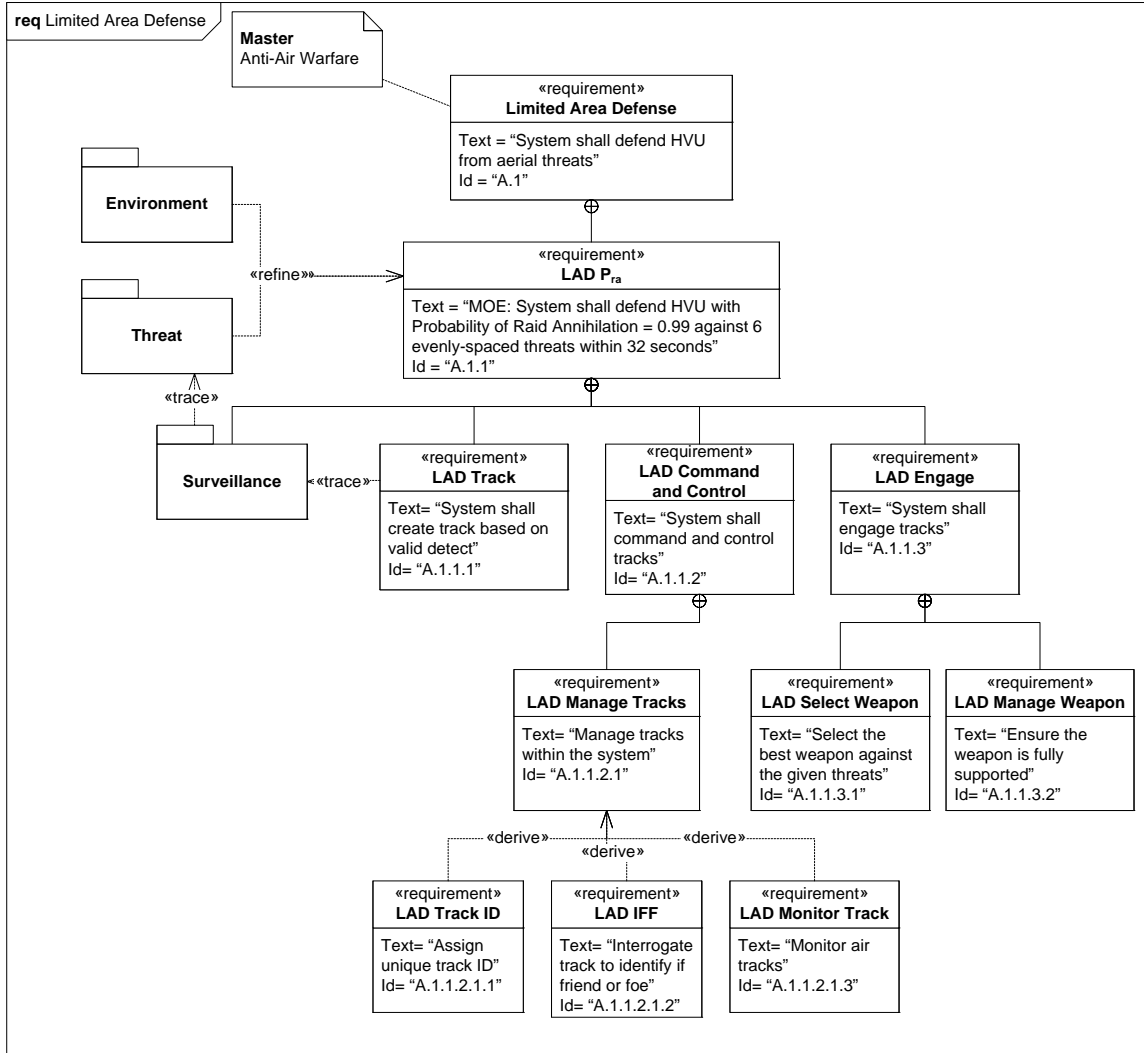 req Limited Area Defense
Master
Anti-Air Warfare
«requirement»
Limited Area Defense
Text = “System shall defend HVU
from aerial threats”
Id = “A.1”
Environment
«refine»
Threat
«requirement»
LAD Pra
Text = “MOE: System shall defend HVU with
Probability of Raid Annihilation = 0.99 against 6
evenly-spaced threats within 32 seconds”
Id = “A.1.1”
«trace»
Surveillance
«trace»
«requirement»
LAD Track
Text= “System shall
create track based on
valid detect”
Id= “A.1.1.1”
«requirement»
LAD Command
and Control
Text= “System shall
command and control
tracks”
Id= “A.1.1.2”
«requirement»
LAD Engage
Text= “System shall
engage tracks”
Id= “A.1.1.3”
«requirement»
LAD Manage Tracks
Text= “Manage tracks
within the system”
Id= “A.1.1.2.1”
«requirement»
LAD Select Weapon
Text= “Select the
best weapon against
the given threats”
Id= “A.1.1.3.1”
«requirement»
LAD Manage Weapon
Text= “Ensure the
weapon is fully
supported”
Id= “A.1.1.3.2”
«derive»
«derive»
«derive»
«requirement»
LAD Track ID
Text= “Assign
unique track ID”
Id= “A.1.1.2.1.1”
«requirement»
LAD IFF
Text= “Interrogate
track to identify if
friend or foe”
Id= “A.1.1.2.1.2”
«requirement»
LAD Monitor Track
Text= “Monitor air
tracks”
Id= “A.1.1.2.1.3”